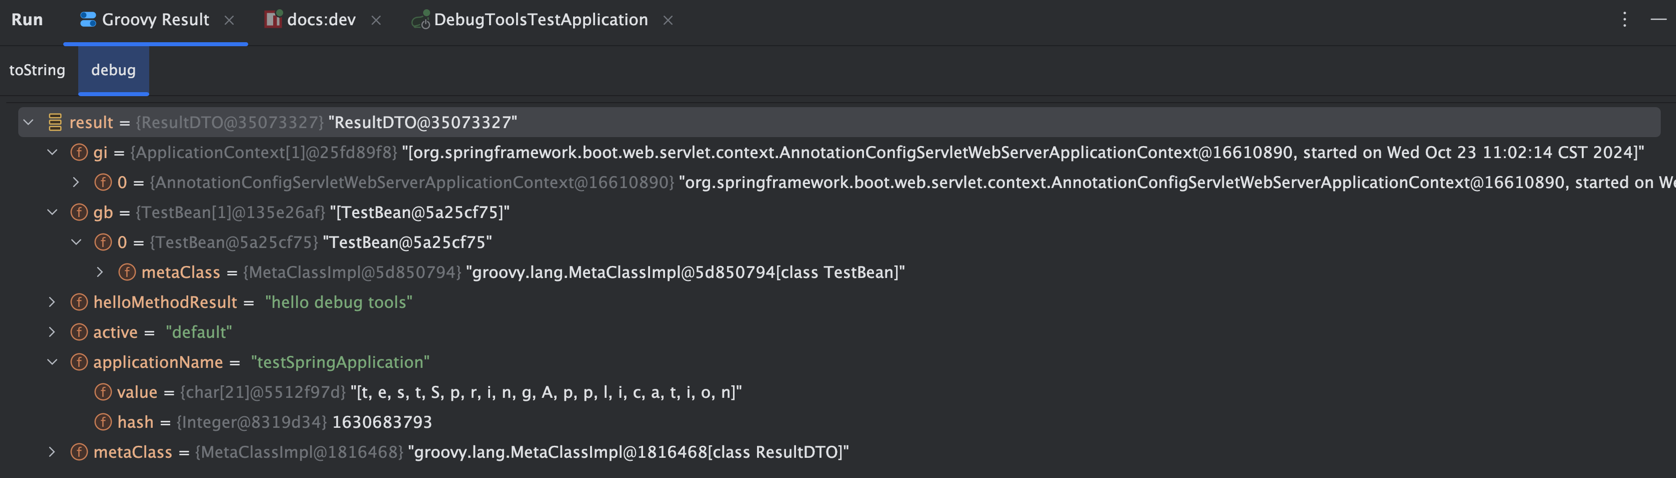 Run Groovy Result docs:dev DebugToolsTestApplication
toString debug
result = {ResultDTO@35073327} "ResultDTO@35073327"
gi = {ApplicationContext[1]@25fd89f8} "[org.springframework.boot.web.servlet.context.AnnotationConfigServletWebServerApplicationContext@16610890, started on Wed Oct 23 11:02:14 CST 2024]"
0 = {AnnotationConfigServletWebServerApplicationContext@16610890} "org.springframework.boot.web.servlet.context.AnnotationConfigServletWebServerApplicationContext@16610890, started on We
gb = {TestBean[1]@135e26af} "[TestBean@5a25cf75]"
0 = {TestBean@5a25cf75} "TestBean@5a25cf75"
metaClass = {MetaClassImpl@5d850794} "groovy.lang.MetaClassImpl@5d850794[class TestBean]"
helloMethodResult = "hello debug tools"
active = "default"
applicationName = "testSpringApplication"
value = {char[21]@5512f97d} "[t, e, s, t, S, p, r, i, n, g, A, p, p, l, i, c, a, t, i, o, n]"
hash = {Integer@8319d34} 1630683793
metaClass = {MetaClassImpl@1816468} "groovy.lang.MetaClassImpl@1816468[class ResultDTO]"